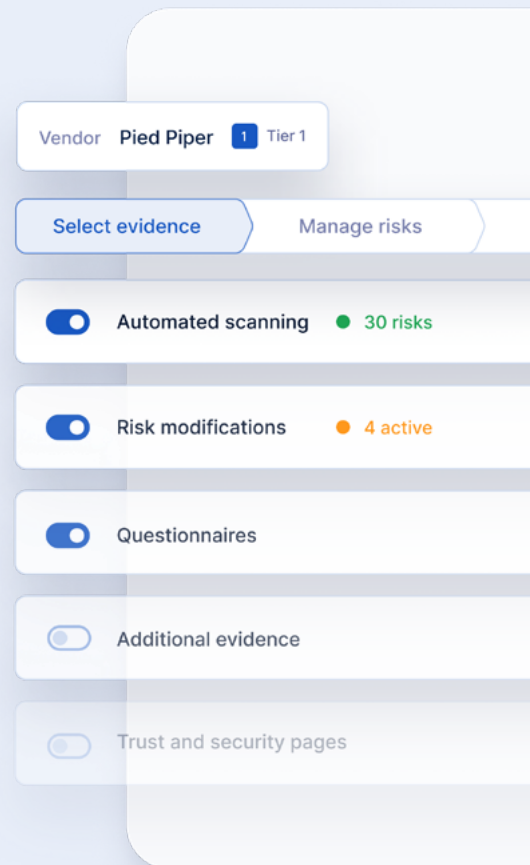 Vendor Pied Piper 1 Tier 1
Select evidence Manage risks
Automated scanning 30 risks
Risk modifications 4 active
Questionnaires
Additional evidence
Trust and security pages